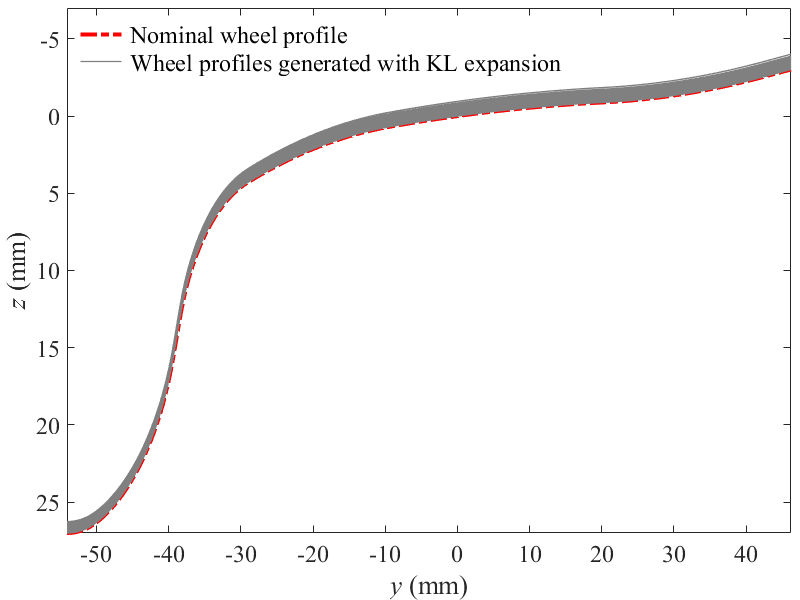 Nominal wheel profile
Wheel profiles generated with KL expansion
-5
0
5
10
15
20
25
z (mm)
-50 -40 -30 -20 -10 0 10 20 30 40
y (mm)